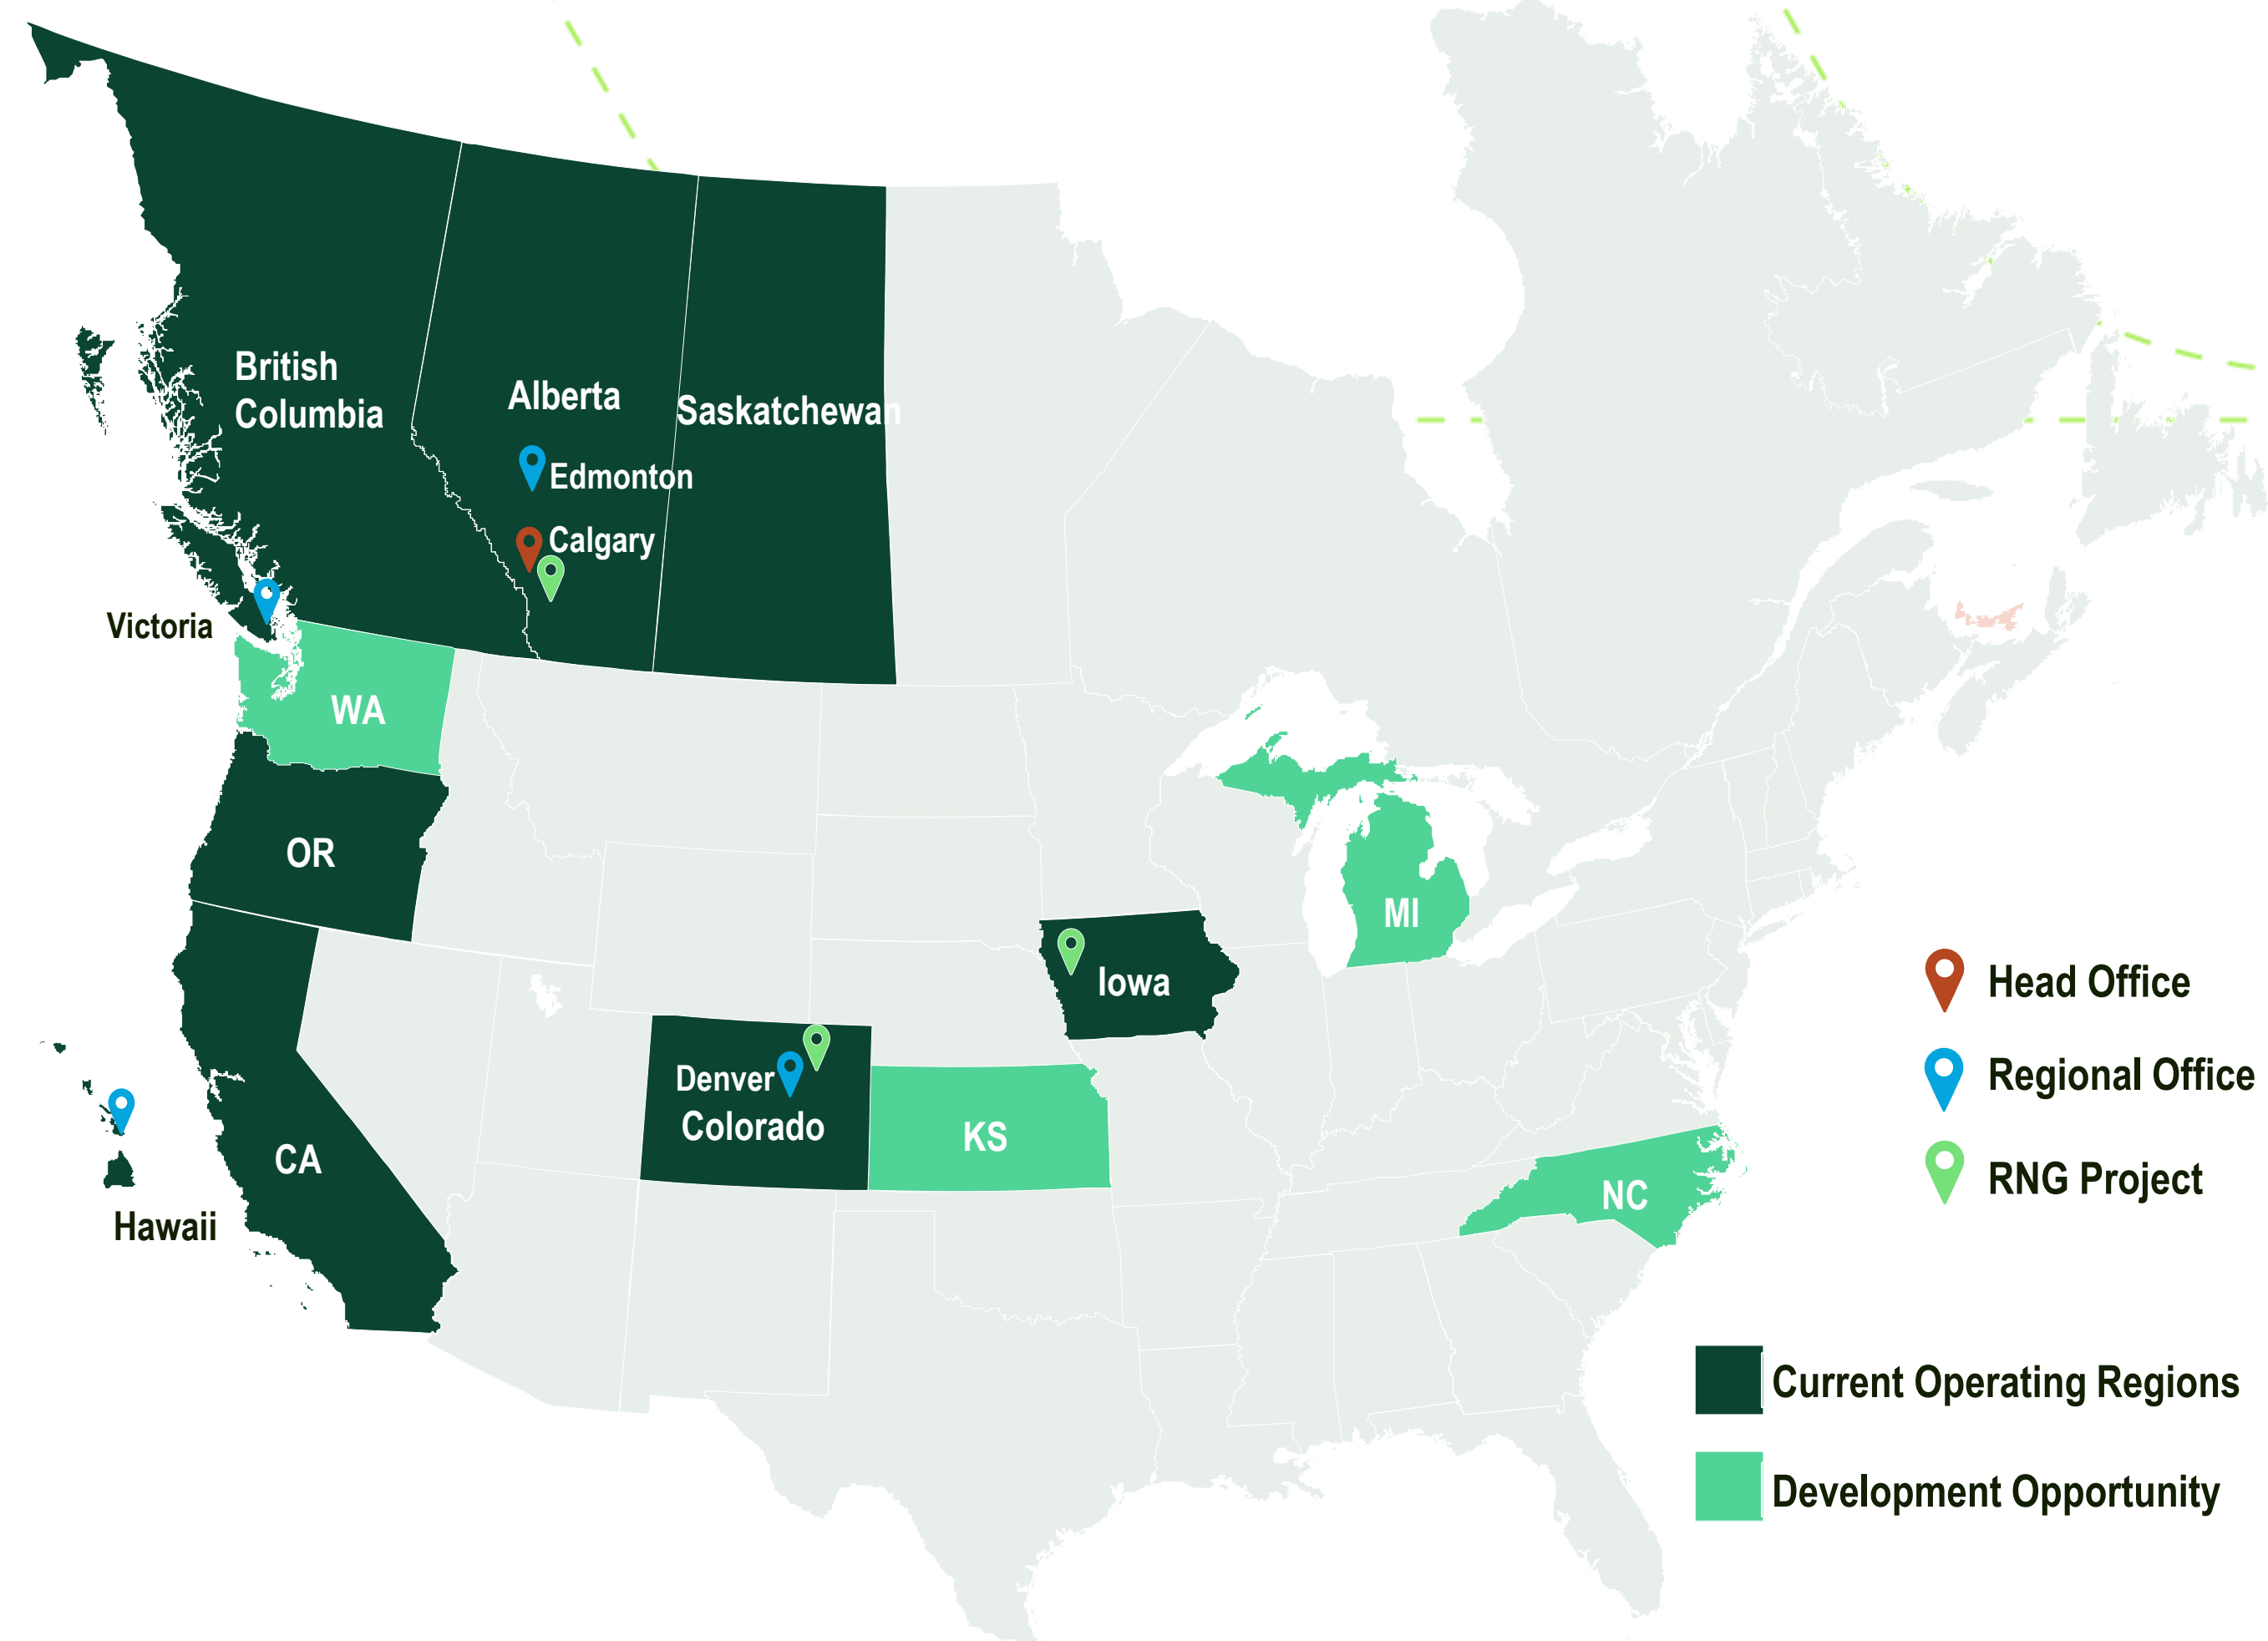 British
Columbia
Alberta
Saskatchewan
Edmonton
Calgary
Victoria
WA
OR
MI
Iowa
Head Office
Denver
Colorado
Regional Office
KS
CA
NC
RNG Project
Hawaii
Current Operating Regions
Development Opportunity